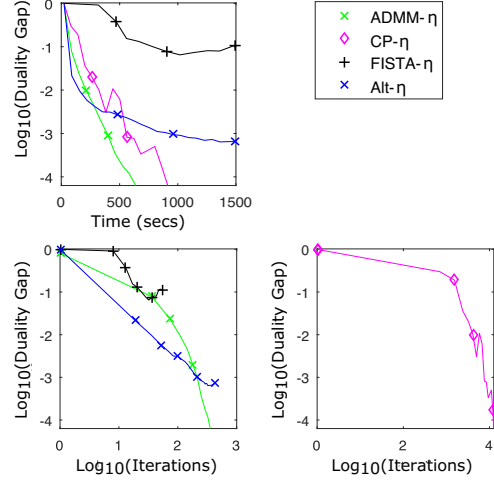 Log10(Duality Gap)
0
-1
-2
-3
-4
0
500
1000
1500
Time (secs)
ADMM-η
CP-η
FISTA-η
Alt-η
Log10(Duality Gap)
0
-1
-2
-3
-4
0
1
2
3
Log10(Iterations)
Log10(Duality Gap)
0
-1
-2
-3
-4
0
2
4
Log10(Iterations)